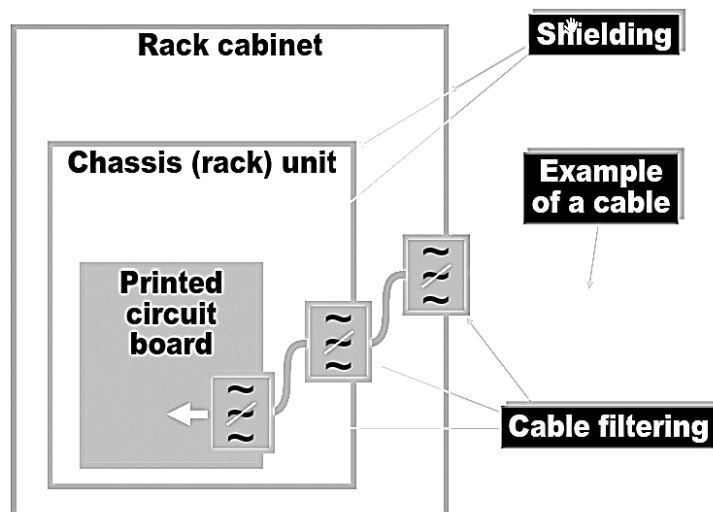 Rack cabinet
Shielding
Chassis (rack) unit
Example
of a cable
Printed
circuit
board
Cable filtering